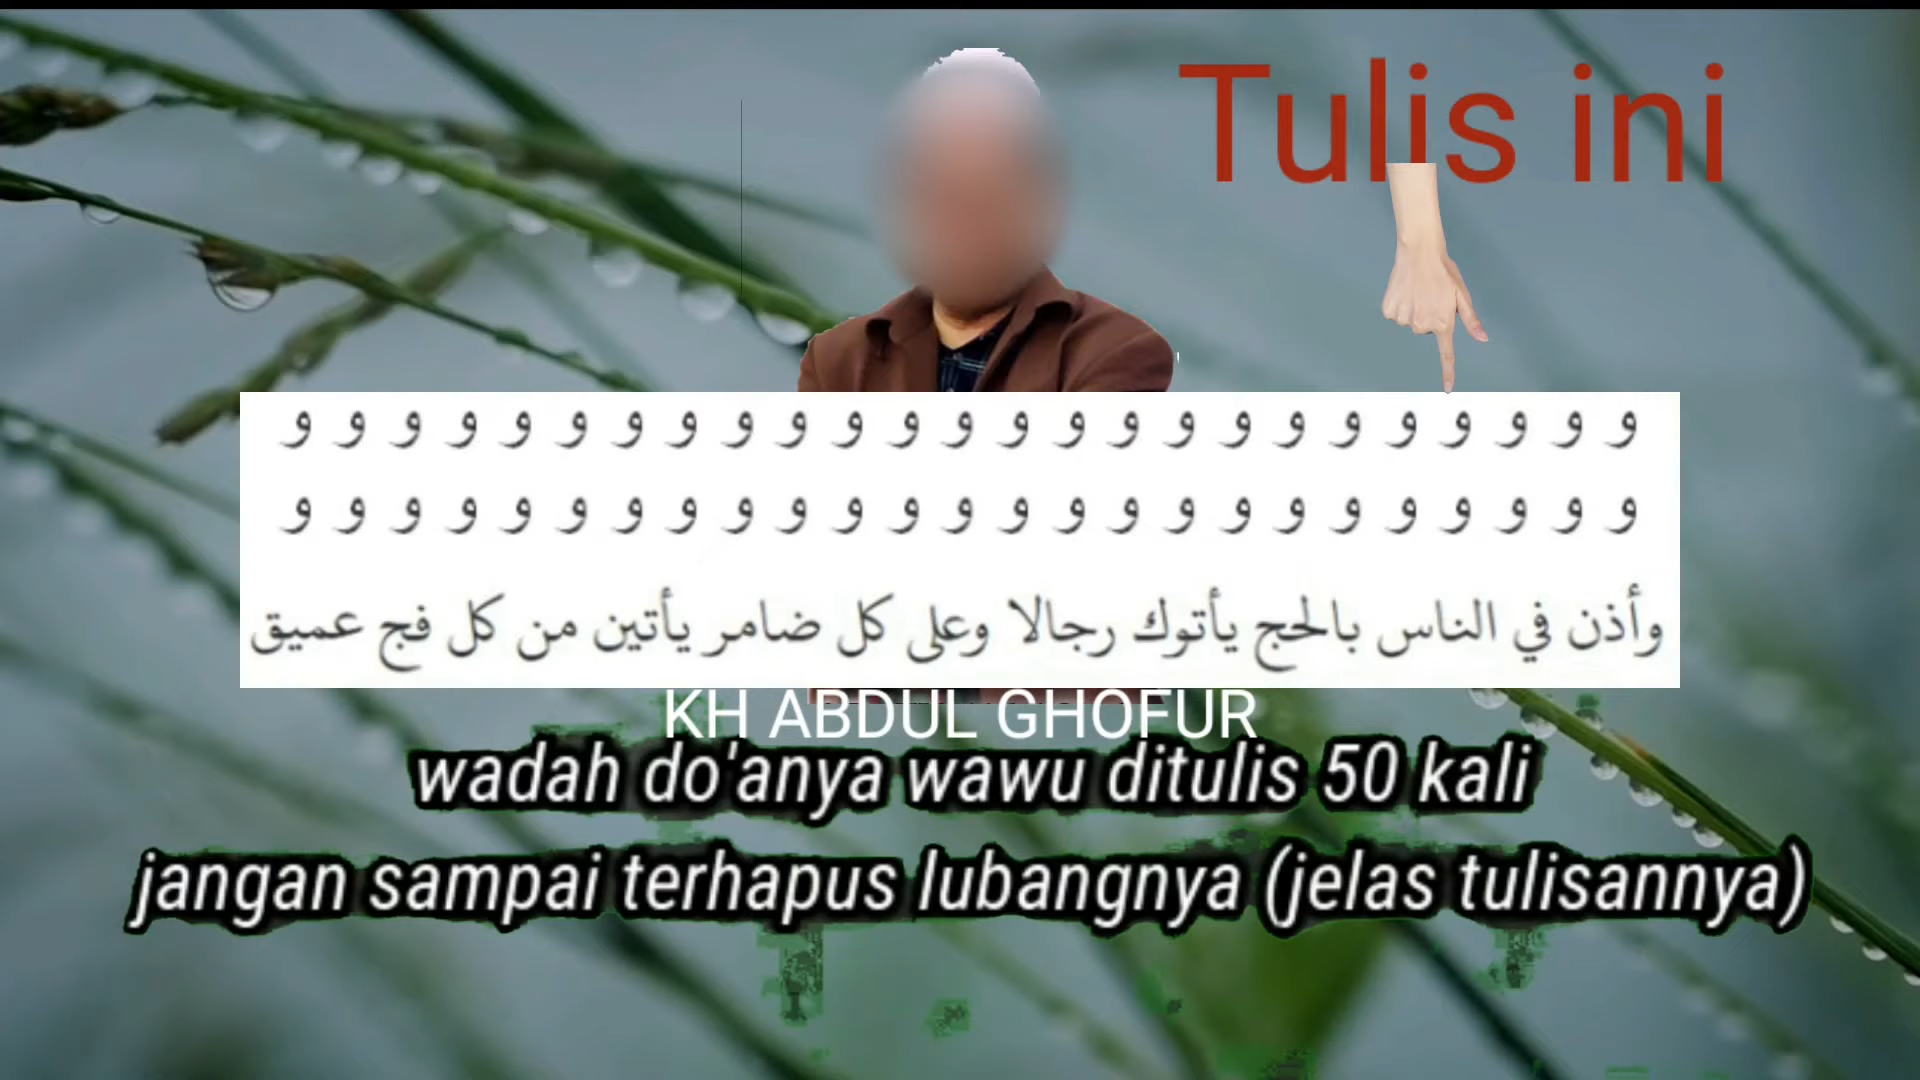 Tulis ini
و و و و و و و و و و و و و و و و و و و و و و و و و
و و و و و و و و و و و و و و و و و و و و و و و و و
وأذن في الناس بالحج يأتوك رجالا وعلى كل ضامر يأتين من كل فج عميق
KH ABDUL GHOFUR
wadah do'anya wawu ditulis 50 kali
jangan sampai terhapus lubangnya (jelas tulisannya)